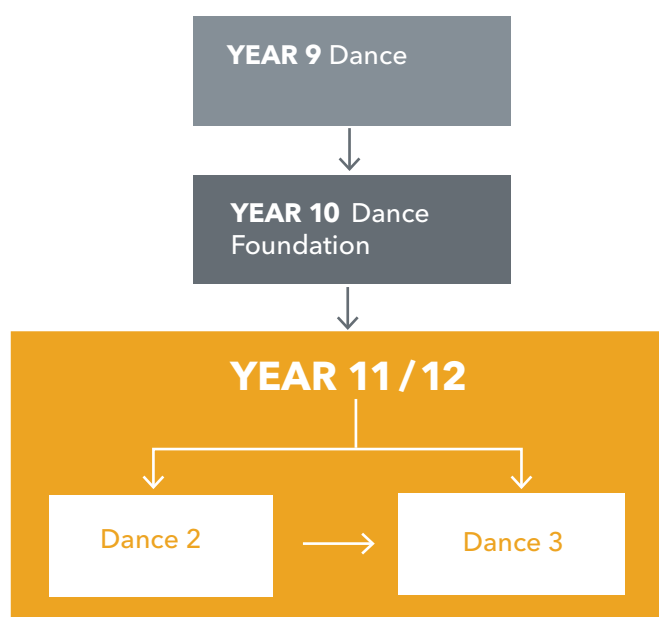 YEAR 9 Dance
YEAR 10 Dance
Foundation
YEAR 11/12
Dance 2
Dance 3